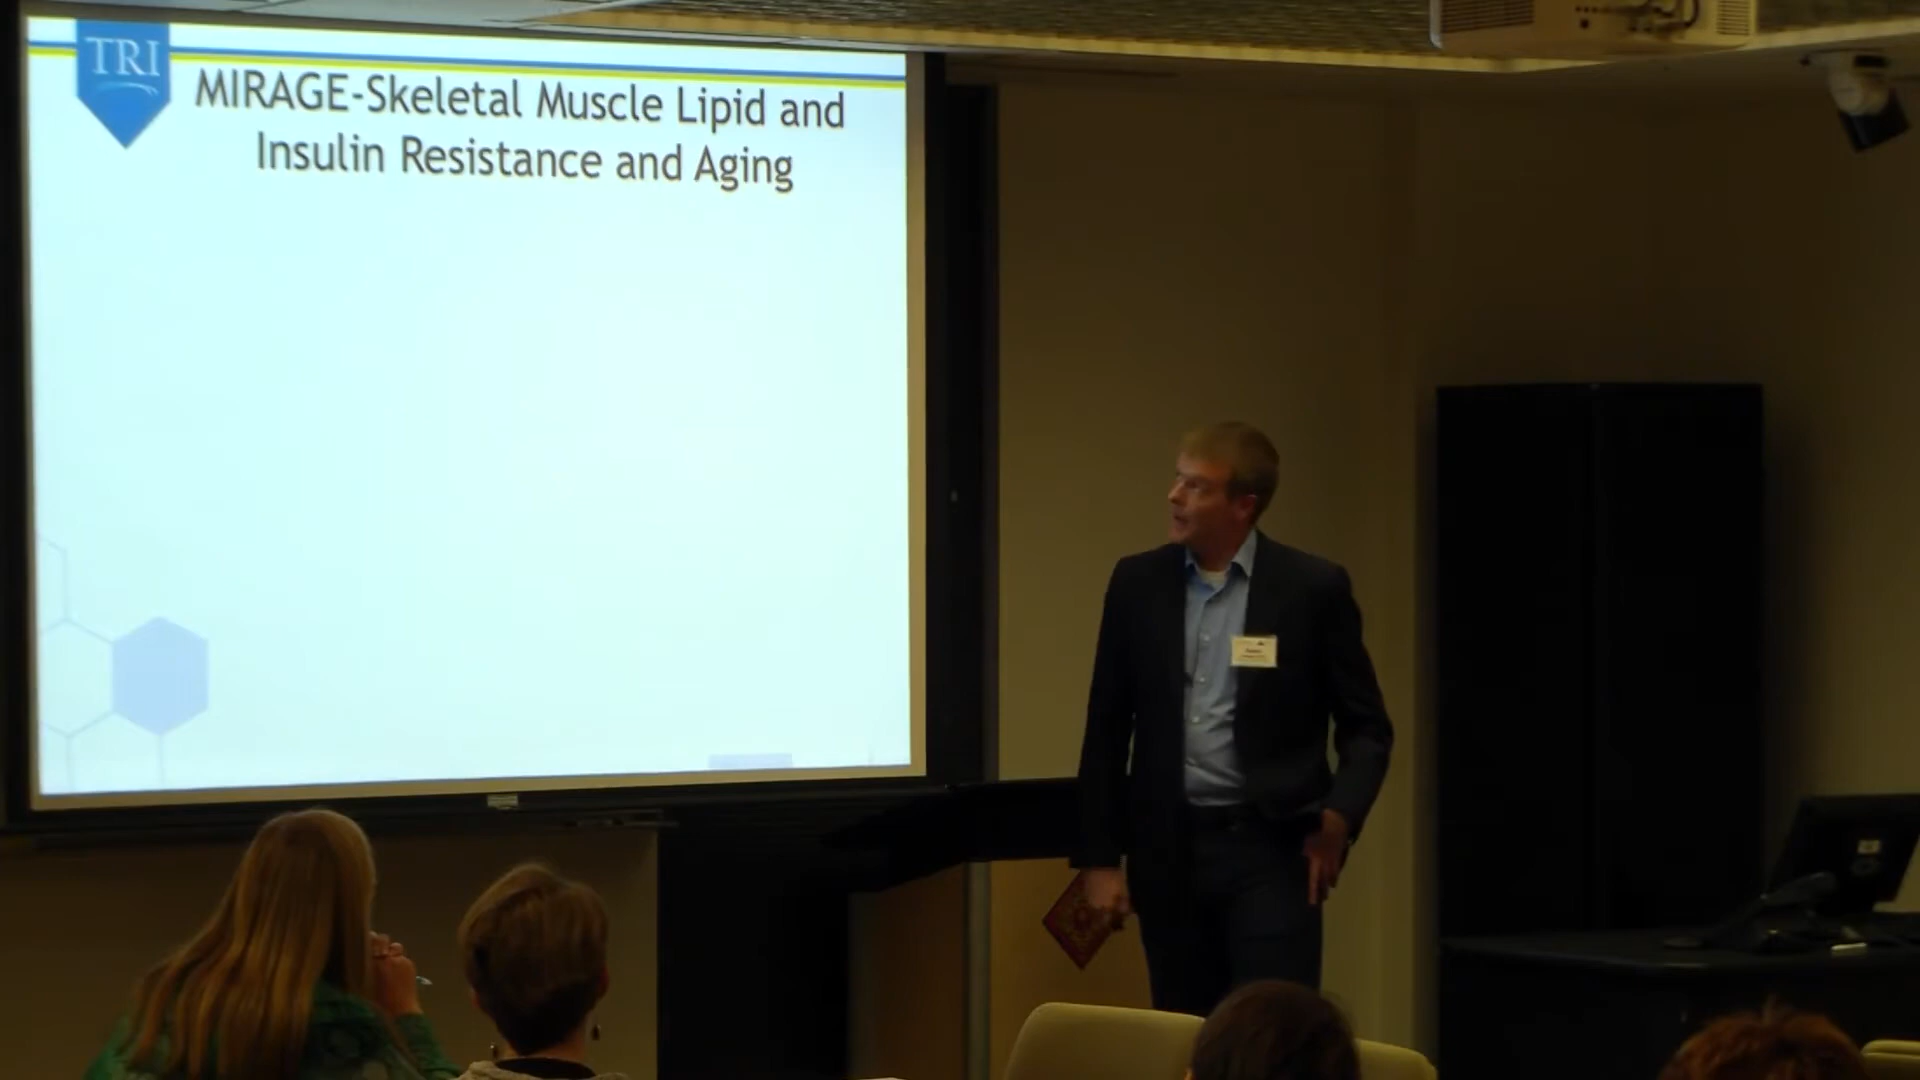 TRI
MIRAGE-Skeletal Muscle Lipid and
Insulin Resistance and Aging